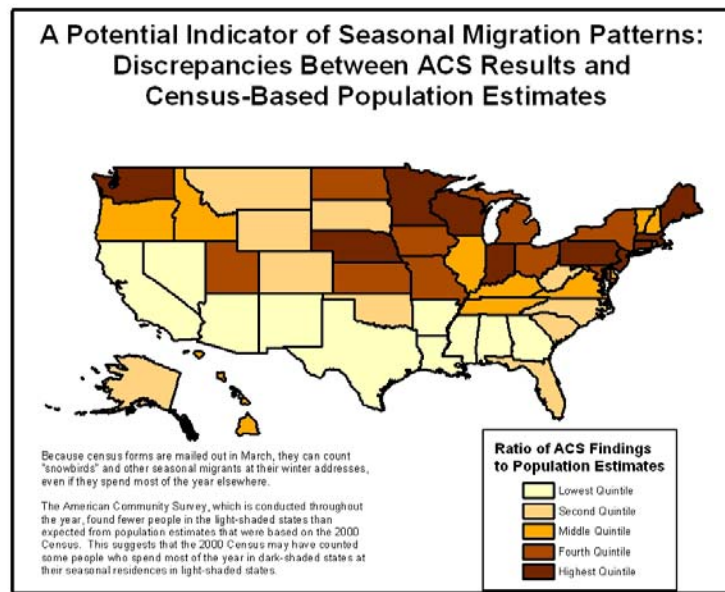 A Potential Indicator of Seasonal Migration Patterns:
Discrepancies Between ACS Results and
Census-Based Population Estimates
Because census forms are mailed out in March, they can count
"snowbirds" and other seasonal migrants at their winter addresses,
even if they spend most of the year elsewhere.
The American Community Survey, which is conducted throughout
the year, found fewer people in the light-shaded states than
expected from population estimates that were based on the 2000
Census. This suggests that the 2000 Census may have counted
some people who spend most of the year in dark-shaded states at
their seasonal residences in light-shaded states.
Ratio of ACS Findings
to Population Estimates
Lowest Quintile
Second Quintile
Middle Quintile
Fourth Quintile
Highest Quintile